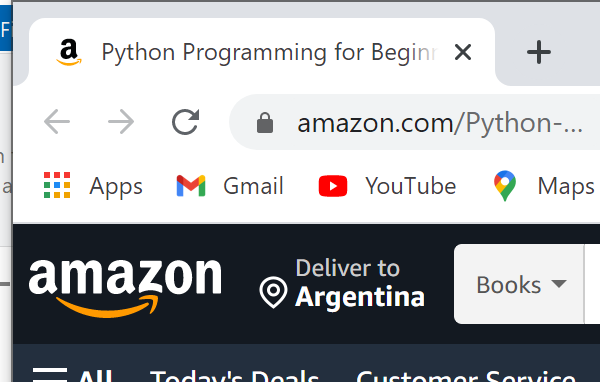 Python Programming for Begin
amazon.com/Python-...
Apps Gmail YouTube Maps
amazon Deliver to
Argentina
Books
All Today's Deals Customer Service